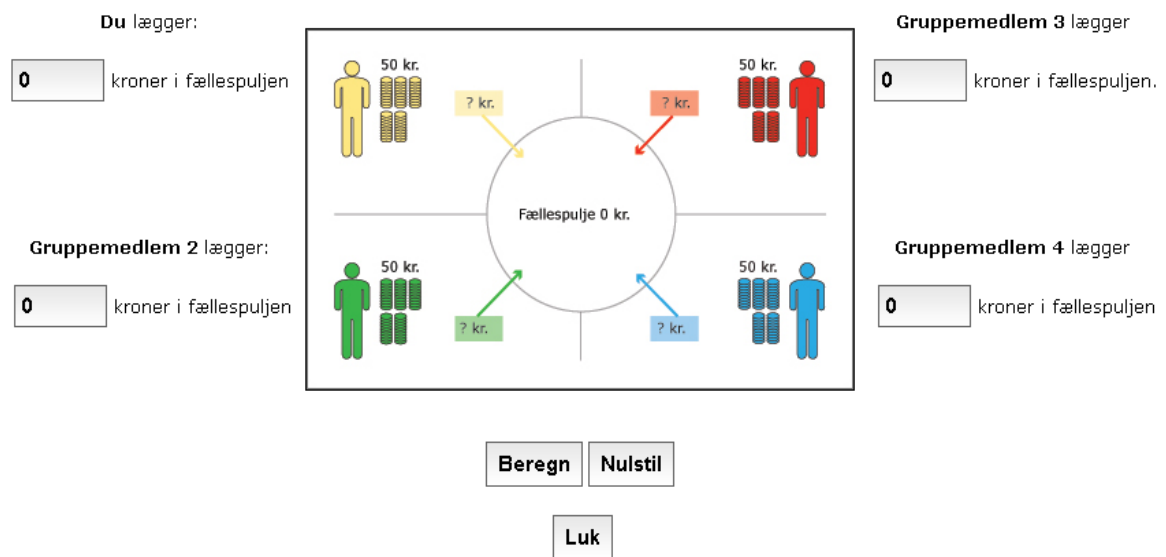 Du lægger:
0 kroner i fællespuljen
Gruppemedlem 3 lægger
0 kroner i fællespuljen.
50 kr.
? kr.
50 kr.
? kr.
Fællespulje 0 kr.
Gruppemedlem 2 lægger:
0 kroner i fællespuljen
Gruppemedlem 4 lægger
0 kroner i fællespuljen
50 kr.
? kr.
50 kr.
? kr.
Beregn Nulstil
Luk